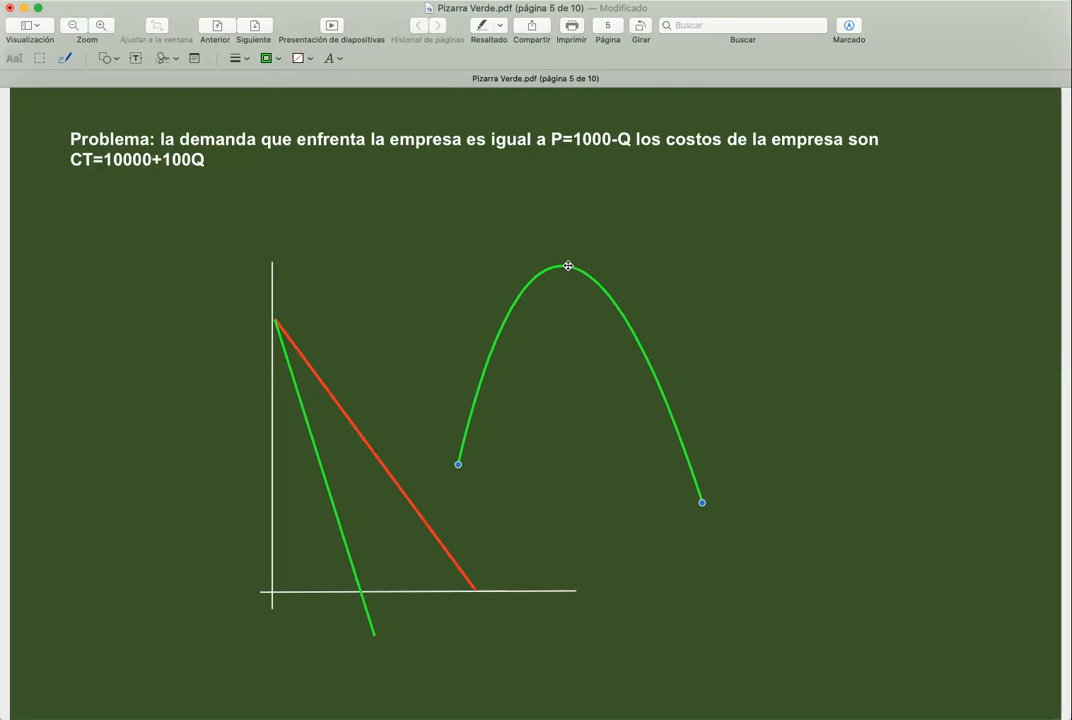 Pizarra Verde.pdf (página 5 de 10) — Modificado
5
Buscar
Visualización
Zoom
Ajustar a la ventana
Anterior
Siguiente
Presentación de diapositivas
Historial de páginas
Resaltado
Compartir
Imprimir
Página
Girar
Buscar
Marcado
AaI
T
A
Pizarra Verde.pdf (página 5 de 10)
Problema: la demanda que enfrenta la empresa es igual a P=1000-Q los costos de la empresa son
CT=10000+100Q